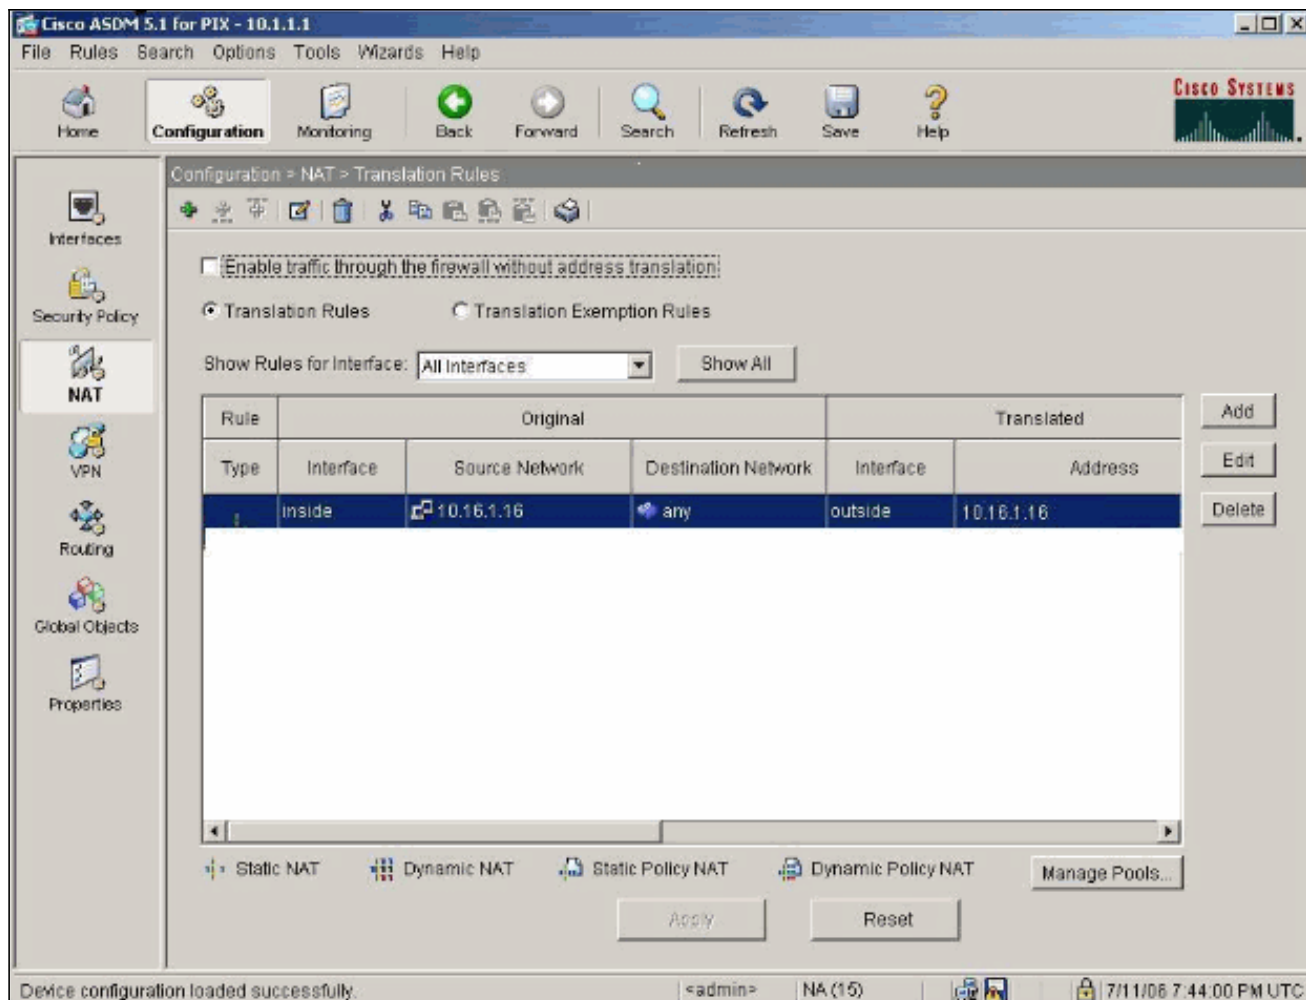 Cisco ASDM 5.1 for PIX - 10.1.1.1
File Rules Search Options Tools Wizards Help
Home Configuration Monitoring Back Forward Search Refresh Save Help
CISCO SYSTEMS
Configuration > NAT > Translation Rules
Interfaces
Security Policy
NAT
VPN
Routing
Global Objects
Properties
Enable traffic through the firewall without address translation
Translation Rules Translation Exemption Rules
Show Rules for Interface: All Interfaces Show All
Rule Original Translated
Type Interface Source Network Destination Network Interface Address
inside 10.16.1.16 any outside 10.16.1.16
Add
Edit
Delete
Static NAT Dynamic NAT Static Policy NAT Dynamic Policy NAT Manage Pools...
Apply Reset
Device configuration loaded successfully. <admin> NA (15) 7/11/06 7:44:00 PM UTC